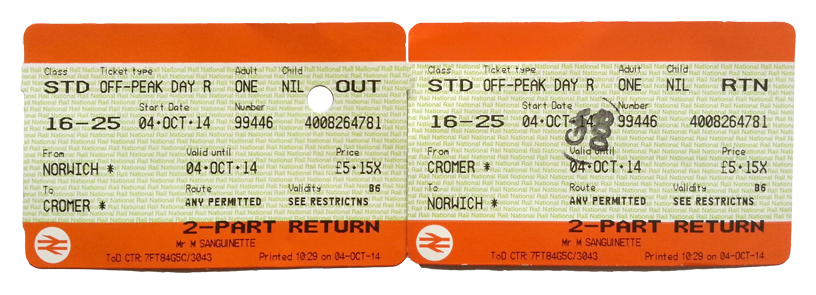 Class Ticket type Adult Child
STD OFF-PEAK DAY R ONE NIL OUT
Start Date Number
16-25 04·OCT·14 99446 4008264781
From Valid until Price
NORWICH * 04·OCT·14 £5·15X
To Route Validity B6
CROMER * ANY PERMITTED SEE RESTRICTNS
2-PART RETURN
Mr M SANGUINETTE
ToD CTR:7FT84G5C/3043 Printed 10:29 on 04-OCT-14
Class Ticket type Adult Child
STD OFF-PEAK DAY R ONE NIL RTN
Start Date Number
16-25 04·OCT·14 99446 4008264781
From Valid until Price
CROMER * 04·OCT·14 £5·15X
To Route Validity B6
NORWICH * ANY PERMITTED SEE RESTRICTNS
2-PART RETURN
Mr M SANGUINETTE
ToD CTR:7FT84G5C/3043 Printed 10:29 on 04-OCT-14